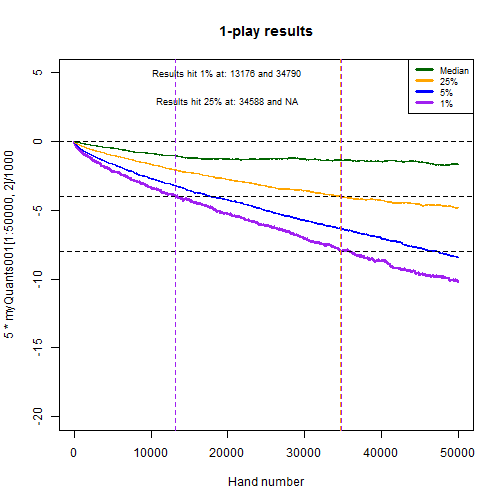 1-play results
Results hit 1% at: 13176 and 34790
Results hit 25% at: 34588 and NA
Median
25%
5%
1%
5
0
-5
-10
-15
-20
5 * myQuants001[1:50000, 2]/1000
0
10000
20000
30000
40000
50000
Hand number